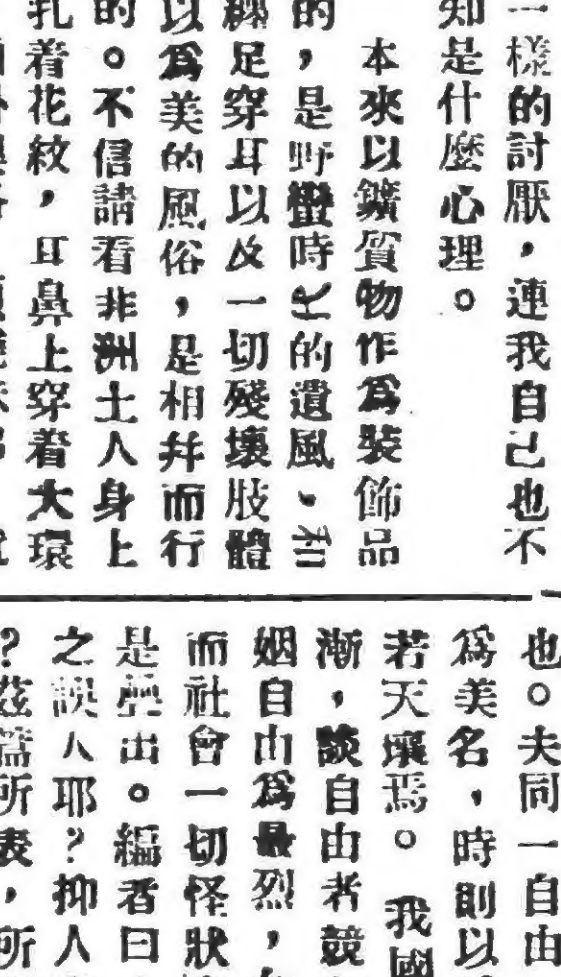 一樣的討厭，連我自己也不
知是什麼心理。
本來以鑛質物作爲裝飾品
的，是野蠻時代的遺風、和
纏足穿耳以及一切殘壞肢體
以爲美的風俗，是相幷而行
的。不信請看非洲土人身上
着花紋，耳鼻上穿着大環
也。夫同一自由
爲美名，時則以
若天壤焉。　我國
漸，談自由者競
姻自由爲最烈，
而社會一切怪狀
是疊出。編者曰
之誤人耶？抑人
？茲篇所表，所